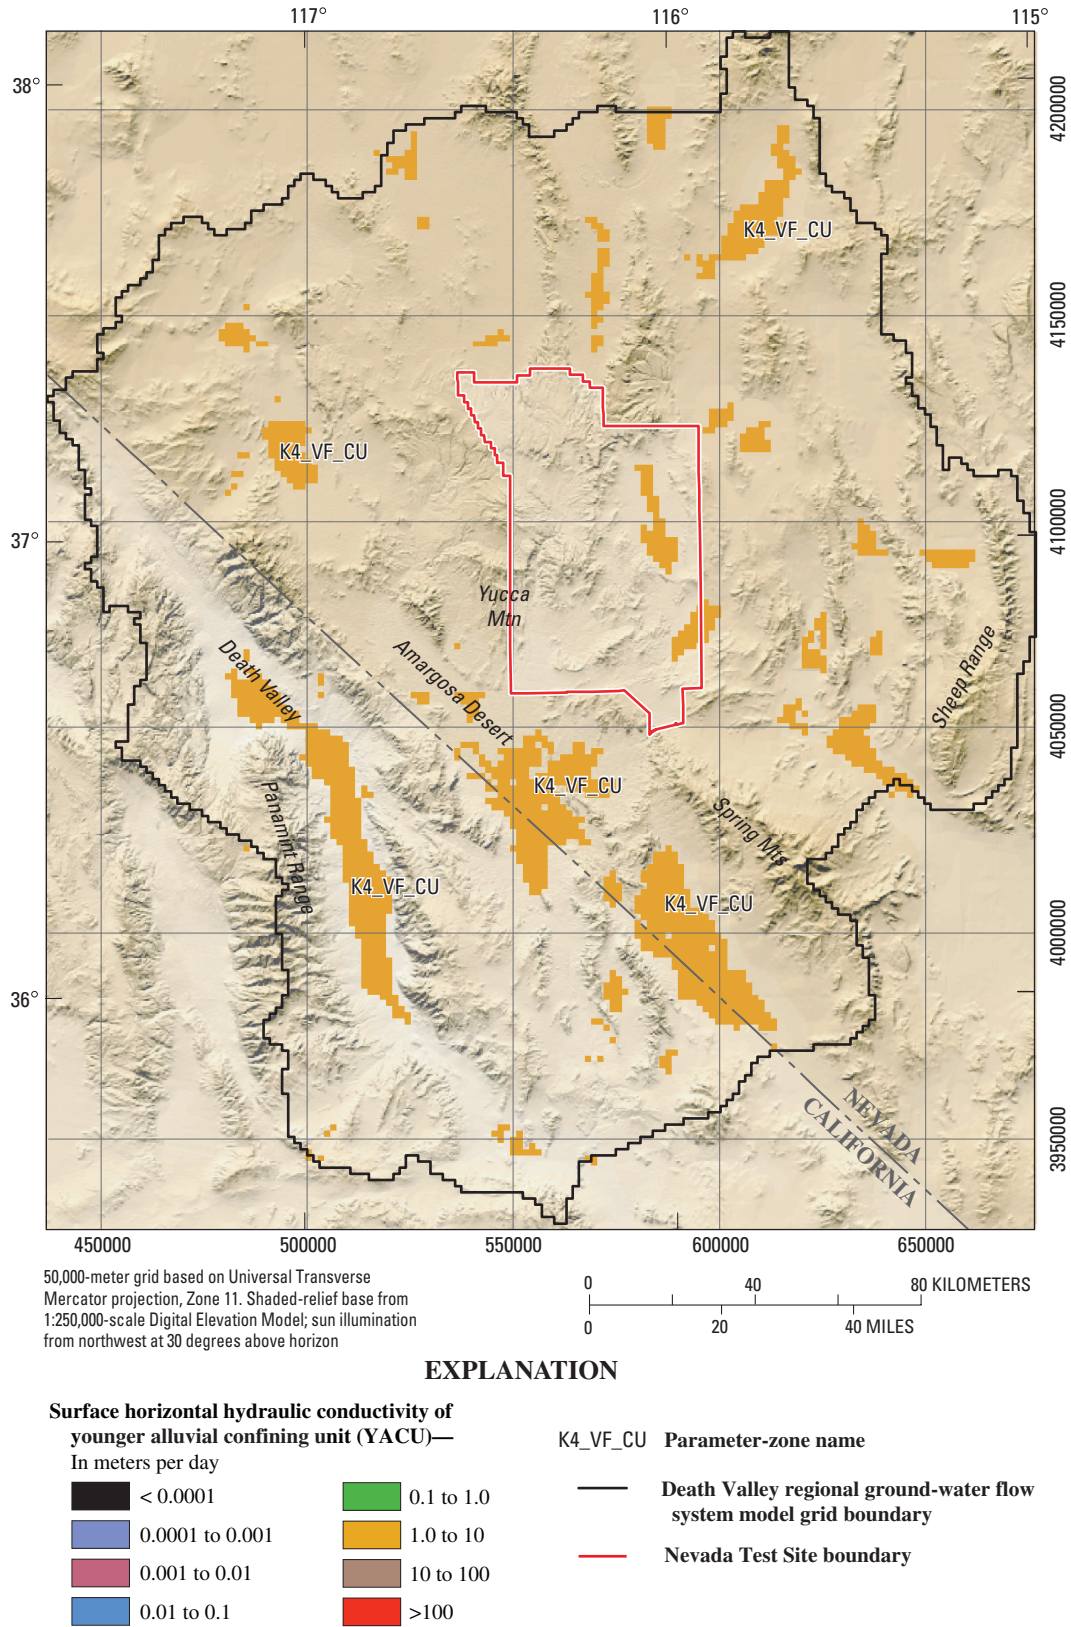 117°
116°
115°
38°
4200000
K4_VF_CU
4150000
K4_VF_CU
4100000
37°
Yucca
Mtn
Death Valley
Amargosa Desert
Sheep Range
4050000
K4_VF_CU
Panamint Range
Spring Mts
K4_VF_CU
K4_VF_CU
4000000
36°
NEVADA
CALIFORNIA
3950000
450000
500000
550000
600000
650000
50,000-meter grid based on Universal Transverse
Mercator projection, Zone 11. Shaded-relief base from
1:250,000-scale Digital Elevation Model; sun illumination
from northwest at 30 degrees above horizon
0 40 80 KILOMETERS
0 20 40 MILES
EXPLANATION
Surface horizontal hydraulic conductivity of
younger alluvial confining unit (YACU)—
In meters per day
< 0.0001
0.0001 to 0.001
0.001 to 0.01
0.01 to 0.1
0.1 to 1.0
1.0 to 10
10 to 100
>100
K4_VF_CU Parameter-zone name
Death Valley regional ground-water flow
system model grid boundary
Nevada Test Site boundary